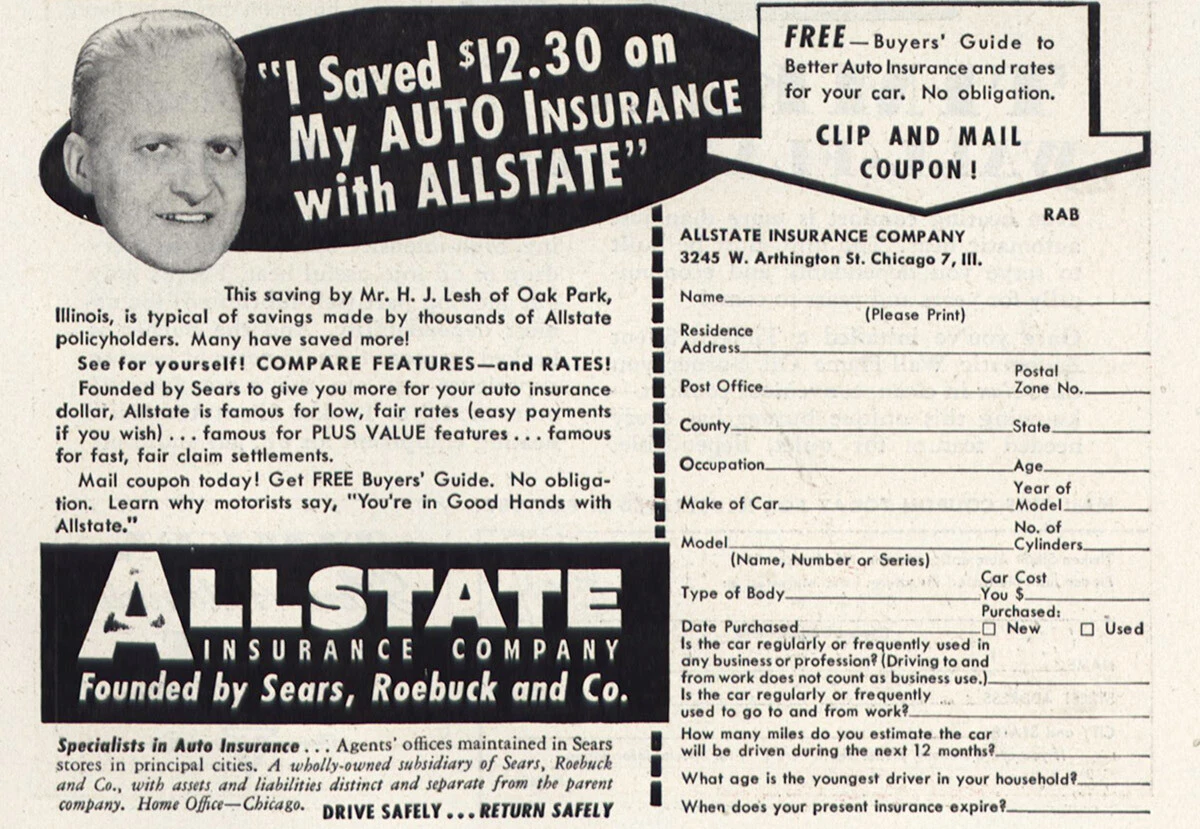 "I Saved $12.30 on
My AUTO INSURANCE
with ALLSTATE"
FREE—Buyers' Guide to
Better Auto Insurance and rates
for your car. No obligation.
CLIP AND MAIL
COUPON!
This saving by Mr. H. J. Lesh of Oak Park,
Illinois, is typical of savings made by thousands of Allstate
policyholders. Many have saved more!
See for yourself! COMPARE FEATURES—and RATES!
Founded by Sears to give you more for your auto insurance
dollar, Allstate is famous for low, fair rates (easy payments
if you wish) . . . famous for PLUS VALUE features . . . famous
for fast, fair claim settlements.
Mail coupon today! Get FREE Buyers' Guide. No obliga-
tion. Learn why motorists say, "You're in Good Hands with
Allstate."
ALLSTATE
INSURANCE COMPANY
Founded by Sears, Roebuck and Co.
Specialists in Auto Insurance . . . Agents' offices maintained in Sears
stores in principal cities. A wholly-owned subsidiary of Sears, Roebuck
and Co., with assets and liabilities distinct and separate from the parent
company. Home Office—Chicago.
DRIVE SAFELY . . . RETURN SAFELY
RAB
ALLSTATE INSURANCE COMPANY
3245 W. Arthington St. Chicago 7, Ill.
Name
(Please Print)
Residence
Address
Post Office
Postal
Zone No.
County
State
Occupation
Age
Make of Car
Year of
Model
Model
(Name, Number or Series)
No. of
Cylinders
Type of Body
Car Cost
You $
Date Purchased
Purchased:
□ New □ Used
Is the car regularly or frequently used in
any business or profession? (Driving to and
from work does not count as business use.)
Is the car regularly or frequently
used to go to and from work?
How many miles do you estimate the car
will be driven during the next 12 months?
What age is the youngest driver in your household?
When does your present insurance expire?